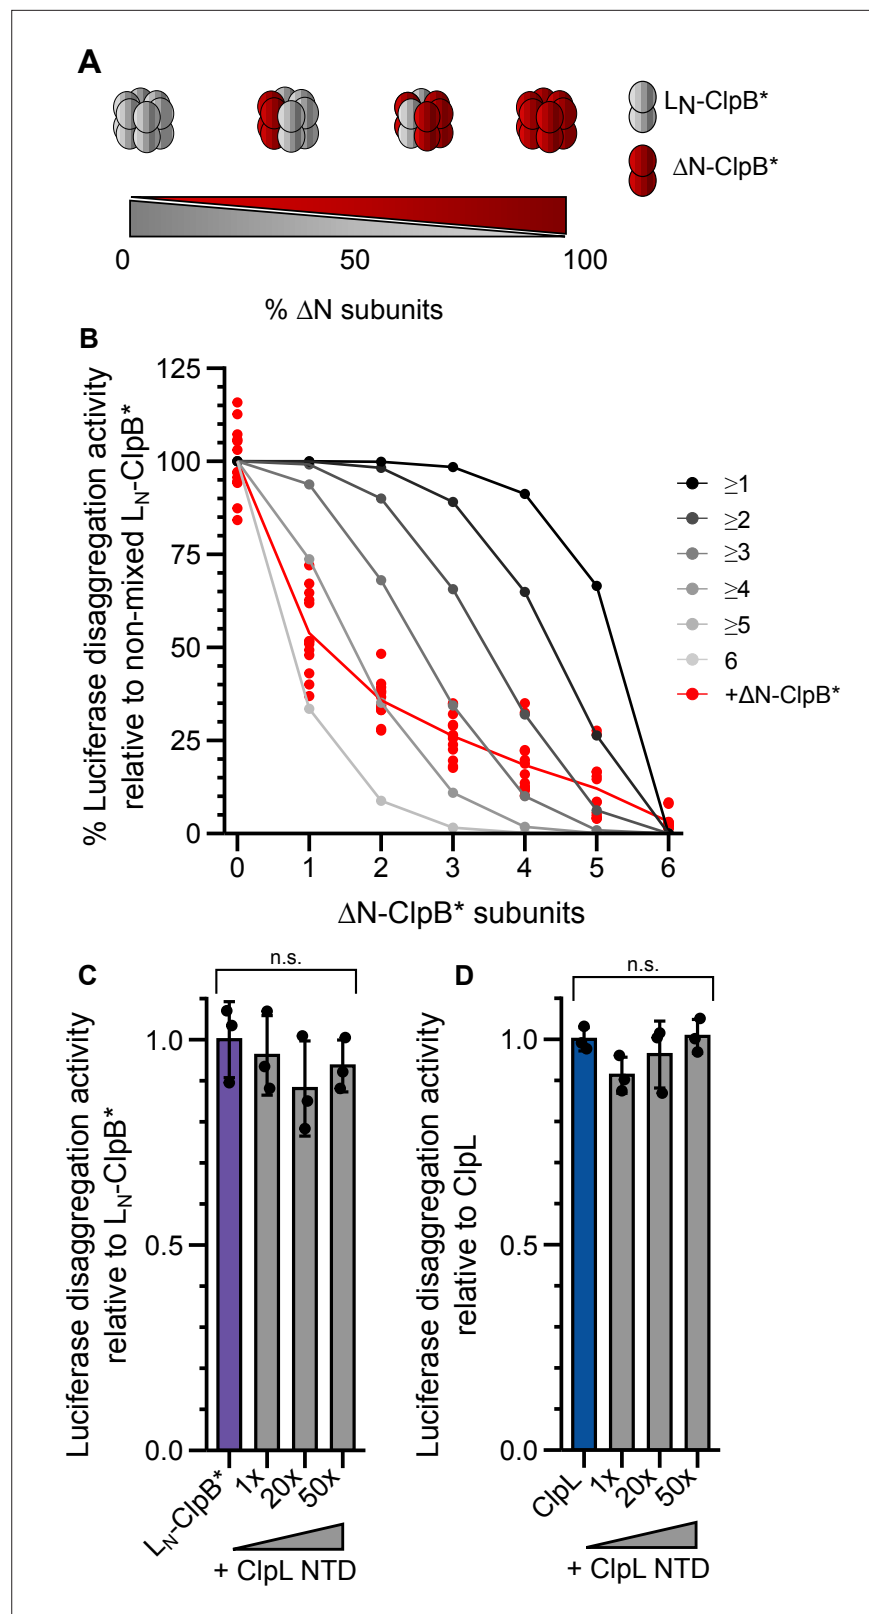 A
L_N-ClpB*
ΔN-ClpB*
0 50 100
% ΔN subunits
B
% Luciferase disaggregation activity
relative to non-mixed L_N-ClpB*
125
100
75
50
25
0
0 1 2 3 4 5 6
ΔN-ClpB* subunits
≥1
≥2
≥3
≥4
≥5
6
+ΔN-ClpB*
C
n.s.
Luciferase disaggregation activity
relative to L_N-ClpB*
1.0
0.5
0.0
L_N-ClpB* 1x 20x 50x
+ ClpL NTD
D
n.s.
Luciferase disaggregation activity
relative to ClpL
1.0
0.5
0.0
ClpL 1x 20x 50x
+ ClpL NTD